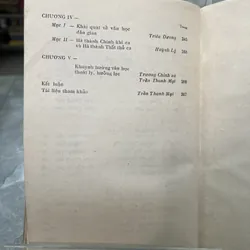 CHƯƠNG IV —
Mục I — Khái quát về văn học
dân gian Triêu Dương
Mục II — Hà thành, Chính khí ca
và Hà thành Thất thủ ca Huỳnh Lý
CHƯƠNG V —
Khuynh hướng văn học
thoát ly, hưởng lạc Trương Chính và
Trần Thanh Mại
Kết luận
Tài liệu tham khảo Trần Thanh Mại